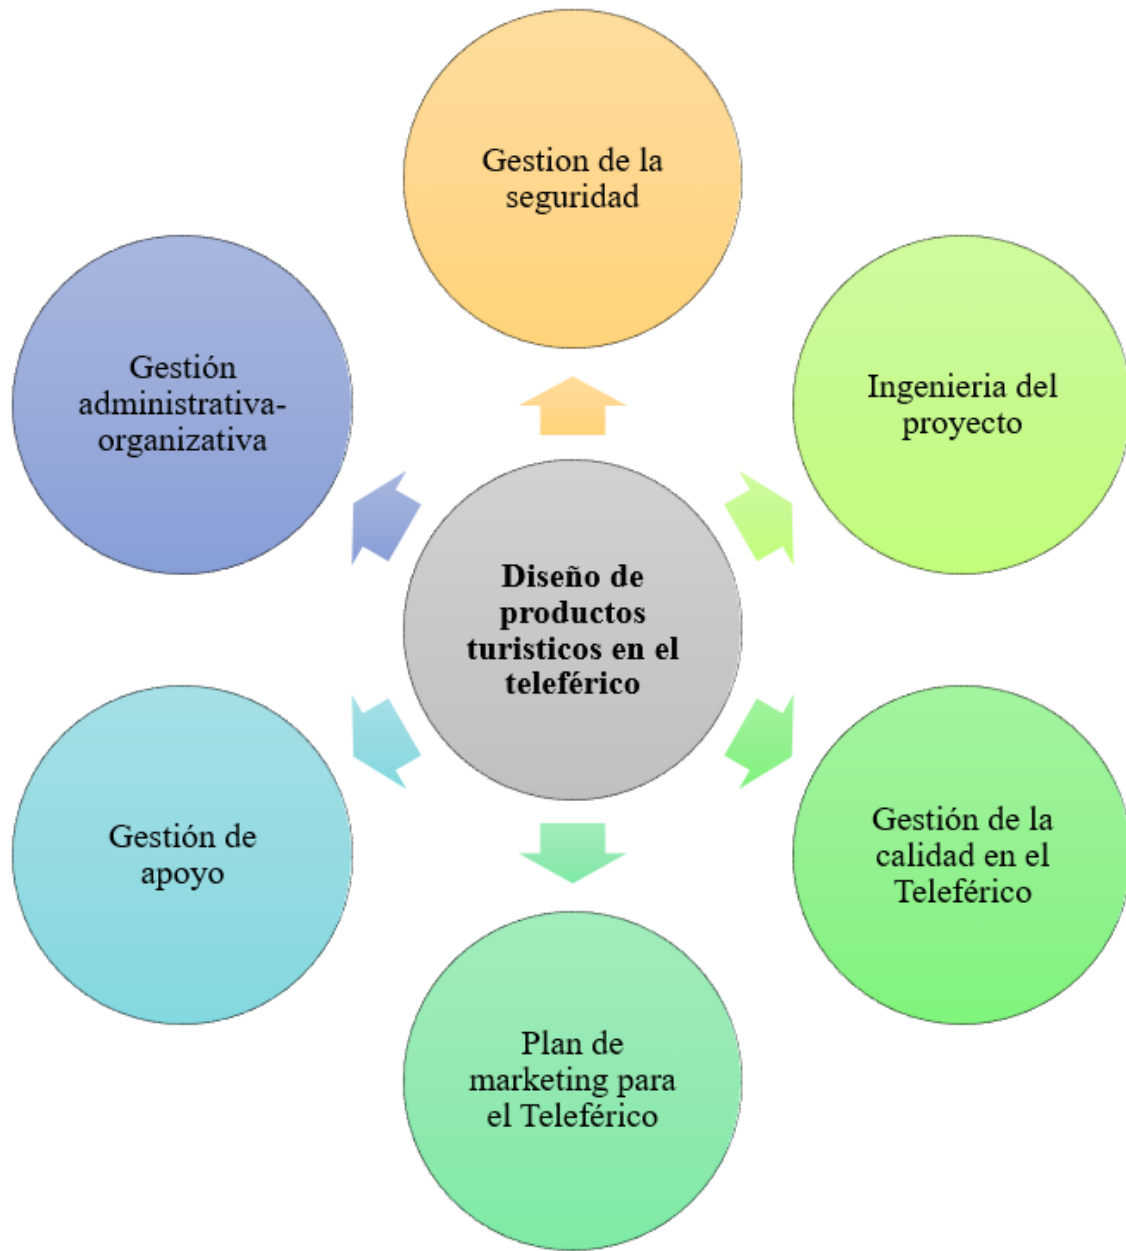 Gestion de la
seguridad
Ingenieria del
proyecto
Gestión de la
calidad en el
Teleférico
Plan de
marketing para
el Teleférico
Gestión de
apoyo
Gestión
administrativa-
organizativa
Diseño de
productos
turisticos en el
teleférico